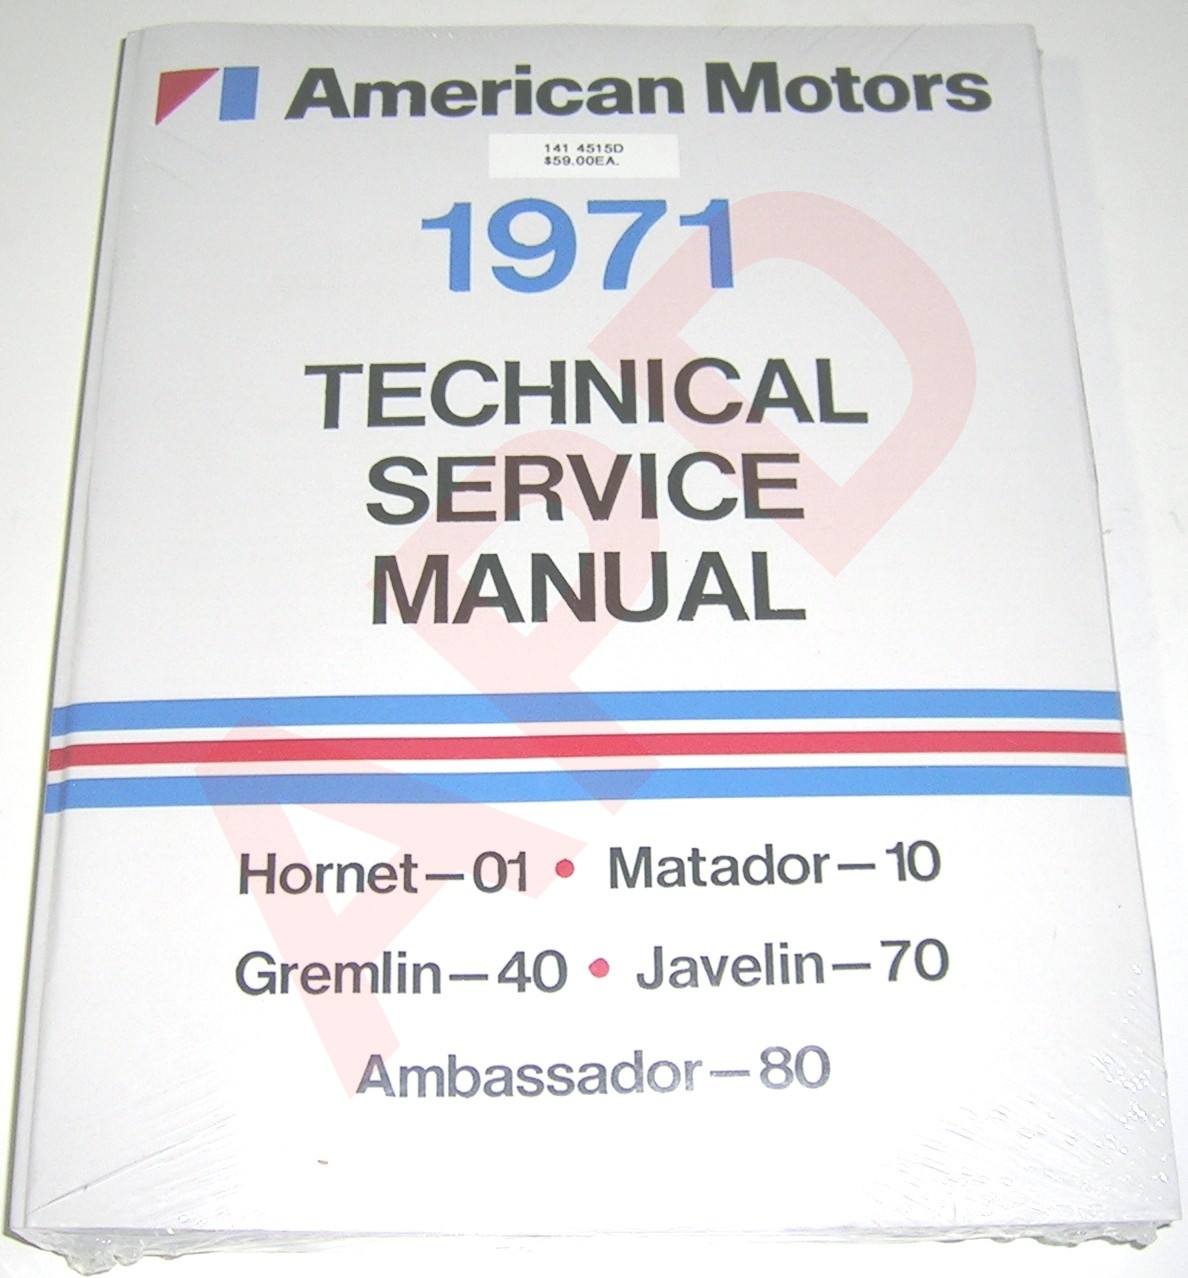 American Motors
141 4515D
$59.00EA.
1971
TECHNICAL
SERVICE
MANUAL
Hornet—01 • Matador—10
Gremlin—40 • Javelin—70
Ambassador—80
APD